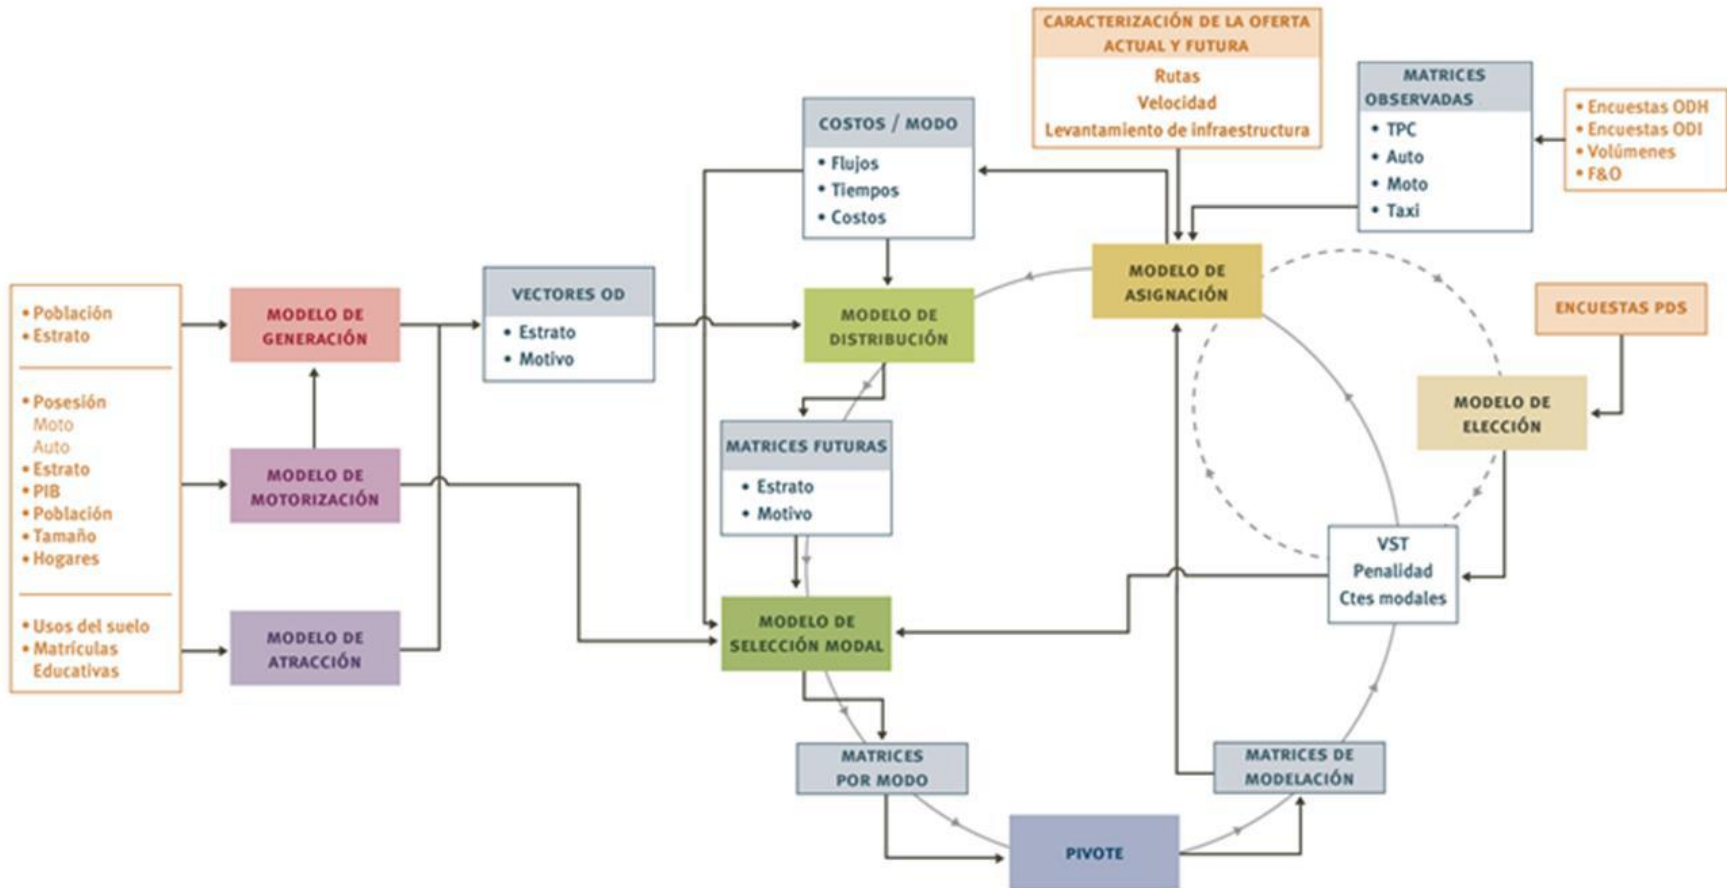 CARACTERIZACIÓN DE LA OFERTA
ACTUAL Y FUTURA
Rutas
Velocidad
Levantamiento de infraestructura
MATRICES
OBSERVADAS
• TPC
• Auto
• Moto
• Taxi
• Encuestas ODH
• Encuestas ODI
• Volúmenes
• F&O
COSTOS / MODO
• Flujos
• Tiempos
• Costos
• Población
• Estrato
• Posesión
Moto
Auto
• Estrato
• PIB
• Población
• Tamaño
• Hogares
• Usos del suelo
• Matrículas
Educativas
MODELO DE
GENERACIÓN
MODELO DE
MOTORIZACIÓN
MODELO DE
ATRACCIÓN
VECTORES OD
• Estrato
• Motivo
MODELO DE
DISTRIBUCIÓN
MODELO DE
ASIGNACIÓN
ENCUESTAS PDS
MODELO DE
ELECCIÓN
MATRICES FUTURAS
• Estrato
• Motivo
VST
Penalidad
Ctes modales
MODELO DE
SELECCIÓN MODAL
MATRICES
POR MODO
MATRICES DE
MODELACIÓN
PIVOTE